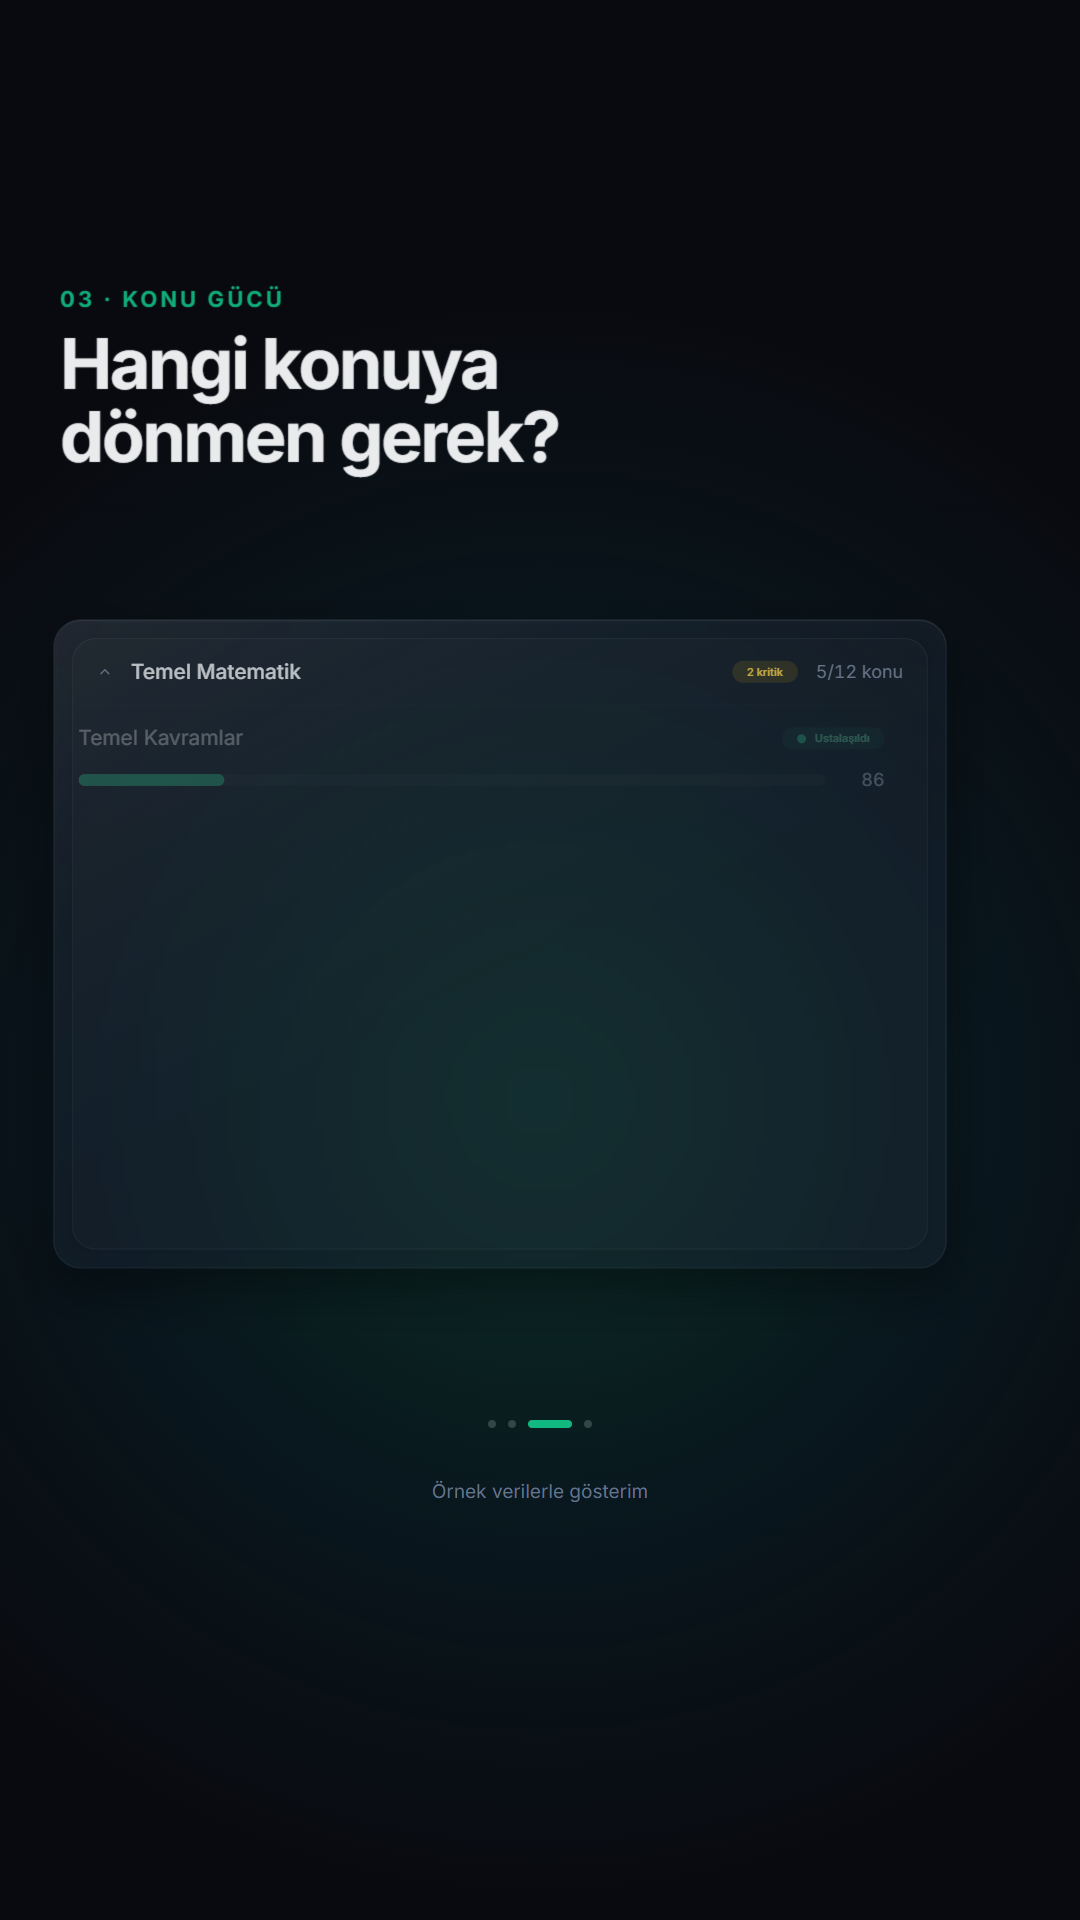 03 · KONU GÜCÜ
Hangi konuya
dönmen gerek?
Temel Matematik
2 kritik
5/12 konu
Temel Kavramlar
Ustalaşıldı
86
Örnek verilerle gösterim